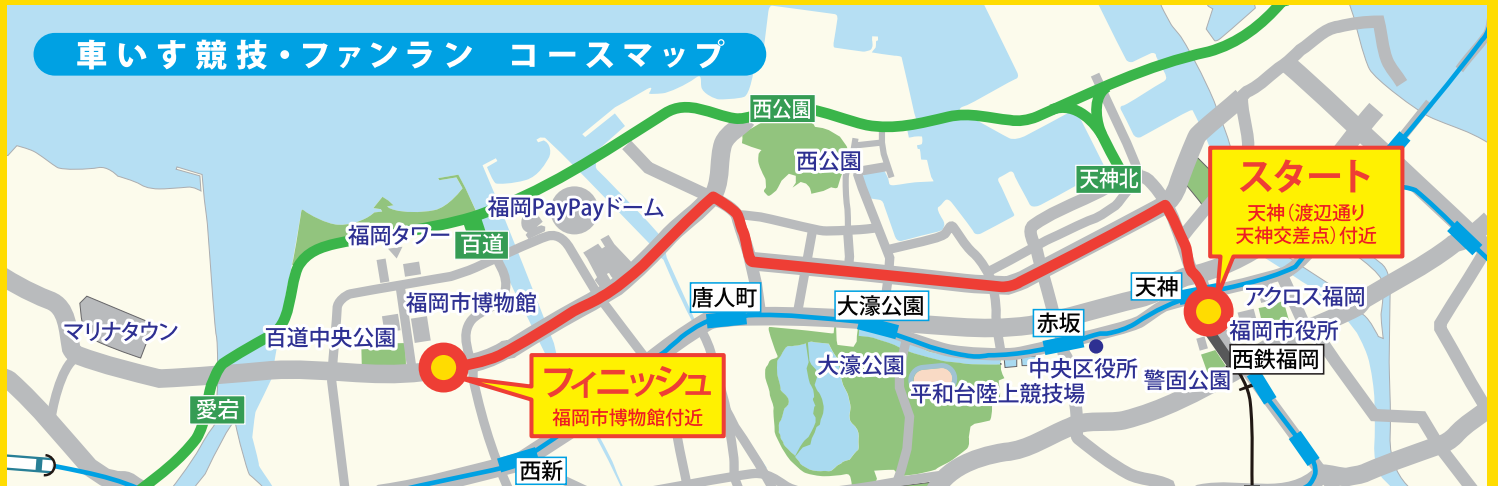 車いす競技・ファンラン コースマップ
西公園
西公園
天神北
スタート
天神（渡辺通り
天神交差点）付近
福岡PayPayドーム
福岡タワー
百道
福岡市博物館
唐人町
大濠公園
天神
アクロス福岡
マリナタウン
百道中央公園
赤坂
福岡市役所
西鉄福岡
大濠公園
中央区役所
警固公園
平和台陸上競技場
フィニッシュ
福岡市博物館付近
愛宕
西新